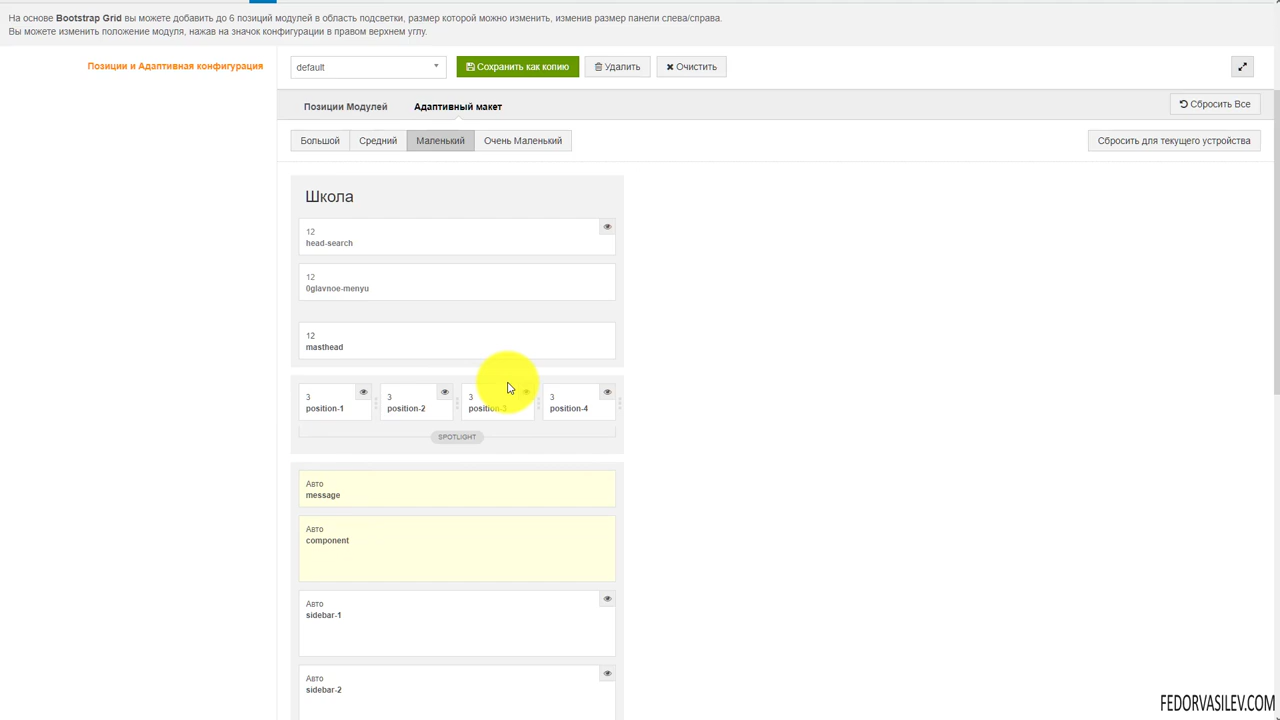 На основе Bootstrap Grid вы можете добавить до 6 позиций модулей в область подсветки, размер которой можно изменить, изменив размер панели слева/справа.
Вы можете изменить положение модуля, нажав на значок конфигурации в правом верхнем углу.
Позиции и Адаптивная конфигурация
default
Сохранить как копию
Удалить
Очистить
Позиции Модулей
Адаптивный макет
Сбросить Все
Большой
Средний
Маленький
Очень Маленький
Сбросить для текущего устройства
Школа
12
head-search
12
0glavnoe-menyu
12
masthead
3
position-1
3
position-2
3
position-3
3
position-4
SPOTLIGHT
Авто
message
Авто
component
Авто
sidebar-1
Авто
sidebar-2
FEDORVASILEV.COM